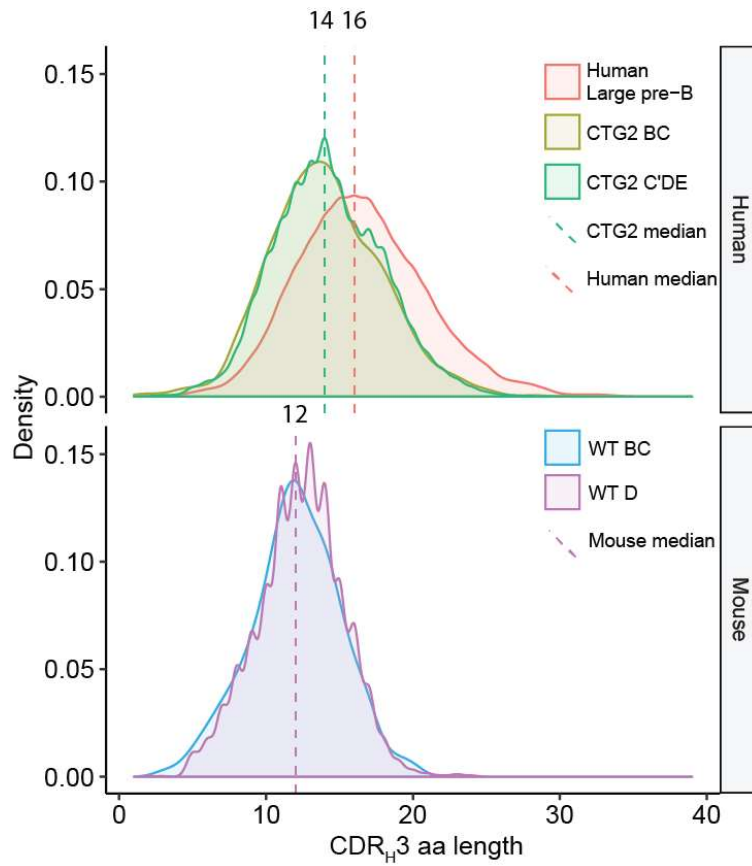 14 16
0.15
0.10
0.05
0.00
Human
Large pre-B
CTG2 BC
CTG2 C'DE
CTG2 median
Human median
Human
Density
12
0.15
0.10
0.05
0.00
WT BC
WT D
Mouse median
Mouse
0 10 20 30 40
CDRH3 aa length